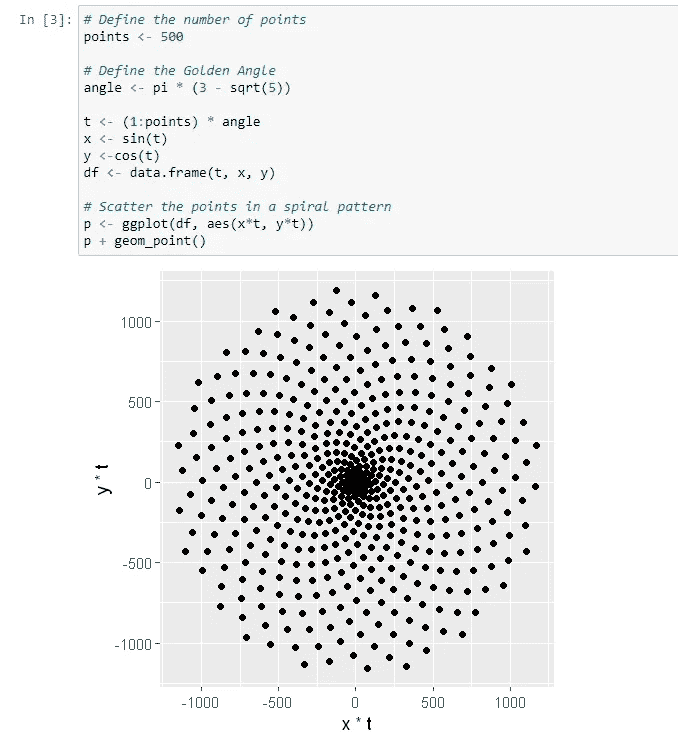 In [3]: # Define the number of points
points <- 500
# Define the Golden Angle
angle <- pi * (3 - sqrt(5))
t <- (1:points) * angle
x <- sin(t)
y <-cos(t)
df <- data.frame(t, x, y)
# Scatter the points in a spiral pattern
p <- ggplot(df, aes(x*t, y*t))
p + geom_point()
1000
500
0
-500
-1000
y * t
-1000 -500 0 500 1000
x * t